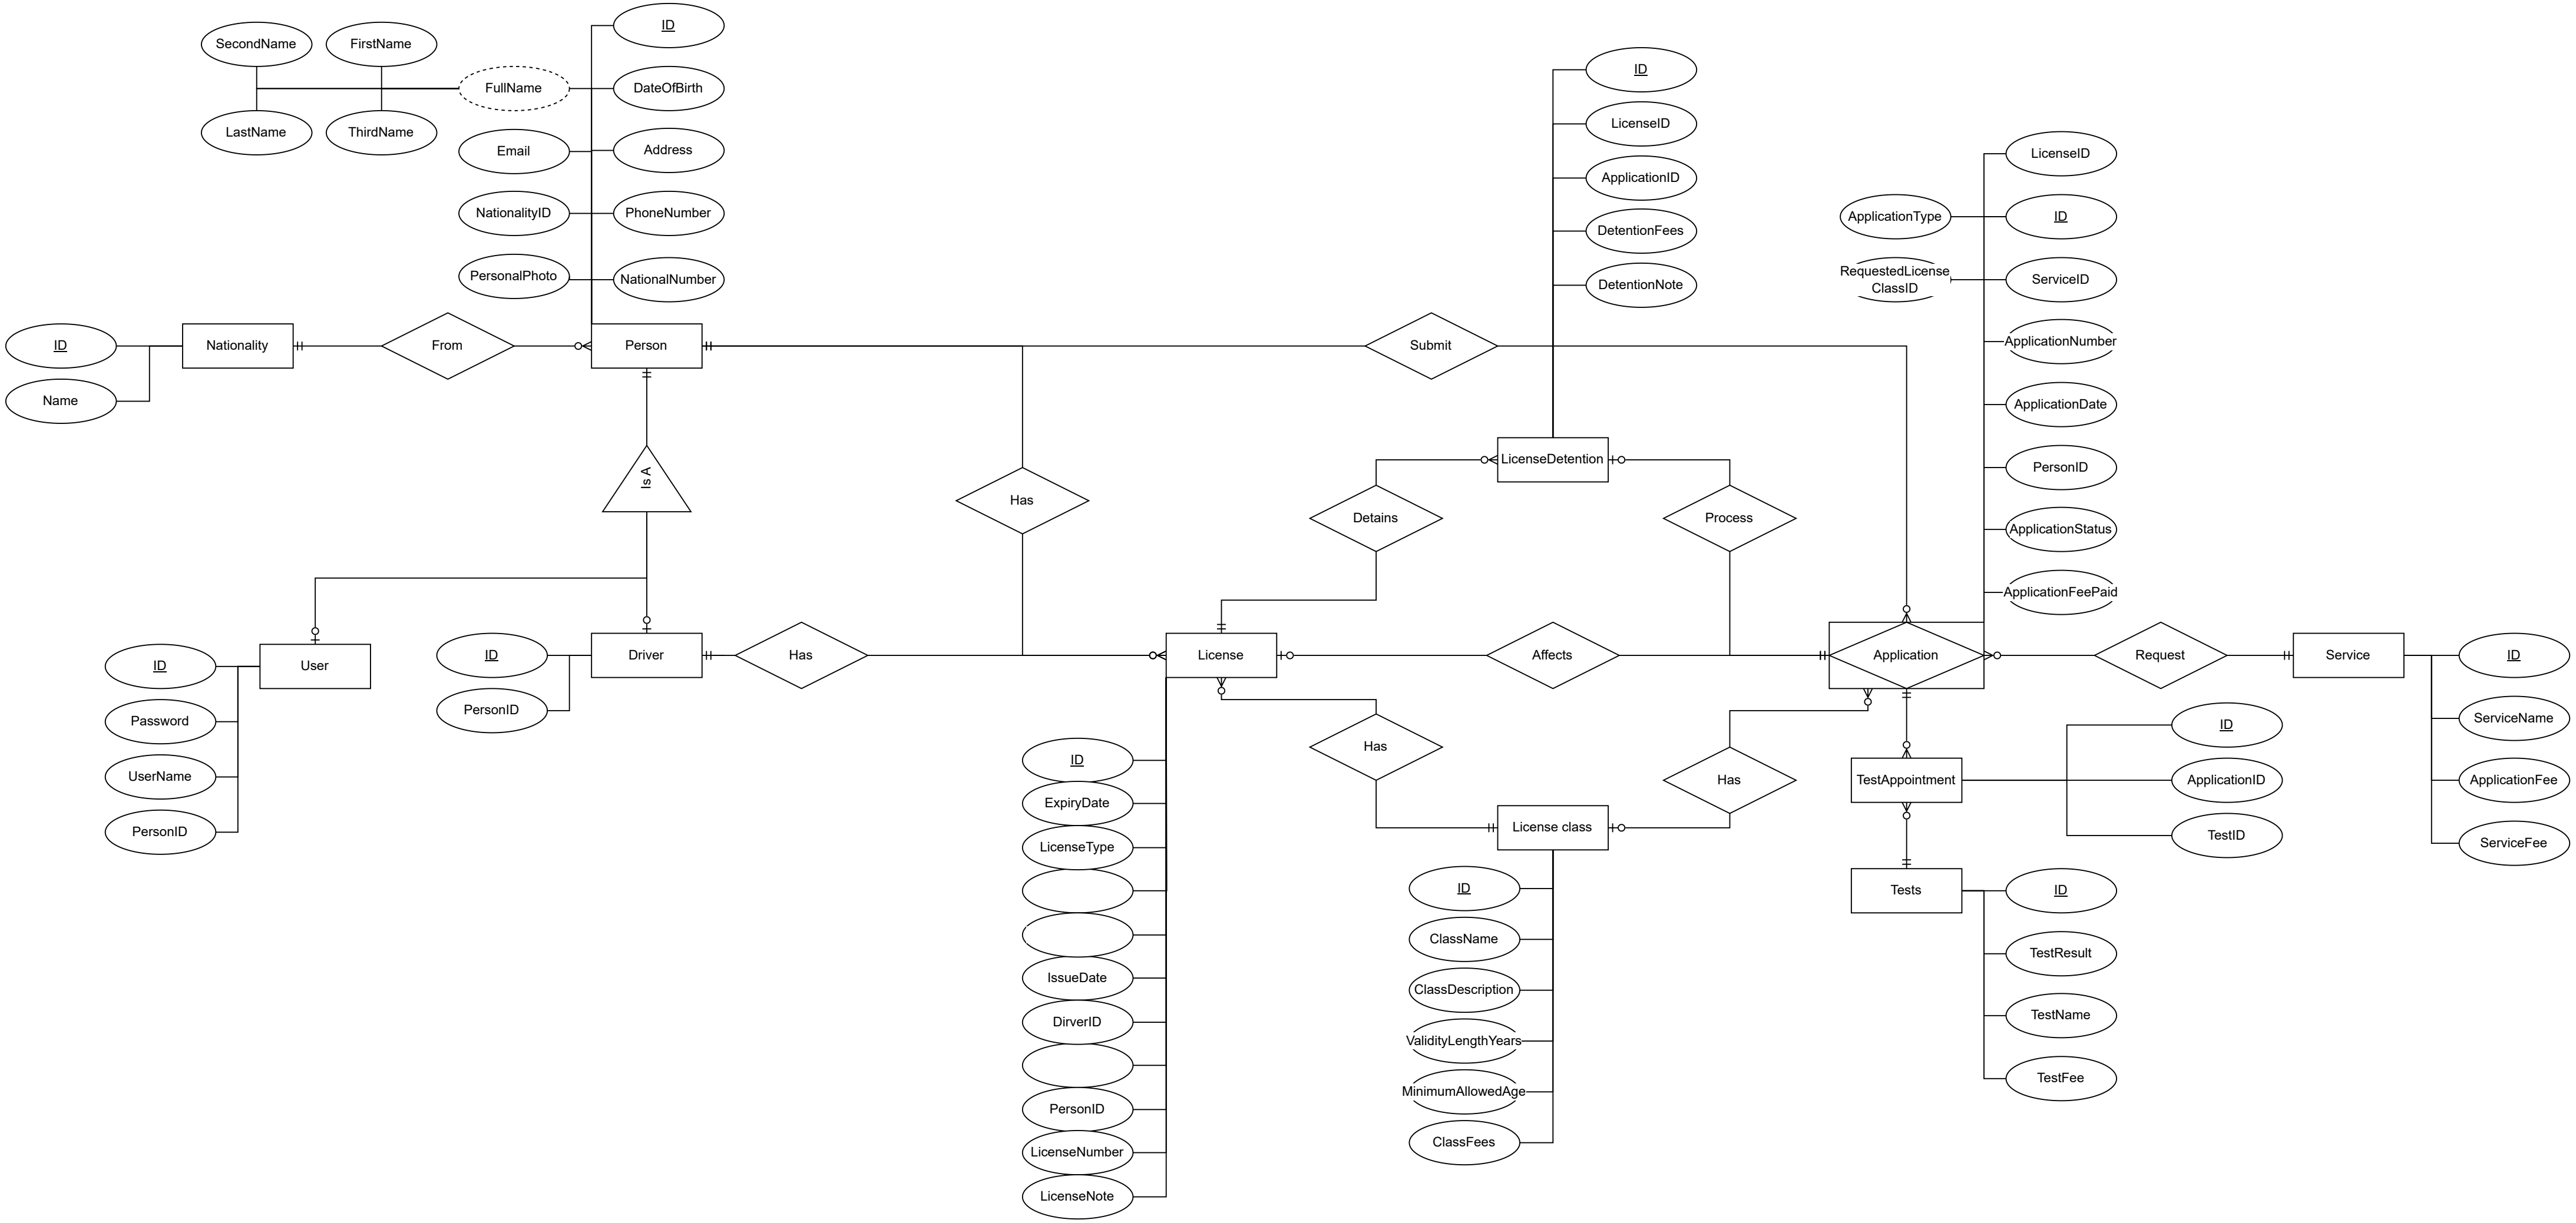 ID
SecondName
FirstName
FullName
DateOfBirth
LastName
ThirdName
Email
Address
NationalityID
PhoneNumber
PersonalPhoto
NationalNumber
ID
LicenseID
ApplicationID
DetentionFees
DetentionNote
LicenseID
ApplicationType
ID
RequestedLicense
ClassID
ServiceID
ApplicationNumber
ApplicationDate
PersonID
ApplicationStatus
ApplicationFeePaid
ID
Name
Nationality
From
Person
Submit
Is A
Has
LicenseDetention
Detains
Process
ID
Password
UserName
PersonID
User
ID
PersonID
Driver
Has
License
Affects
Application
Request
Service
ID
ServiceName
ApplicationFee
ServiceFee
Has
Has
License class
TestAppointment
ID
ApplicationID
TestID
Tests
ID
TestResult
TestName
TestFee
ID
ExpiryDate
LicenseType
IssueDate
DirverID
PersonID
LicenseNumber
LicenseNote
ID
ClassName
ClassDescription
ValidityLengthYears
MinimumAllowedAge
ClassFees